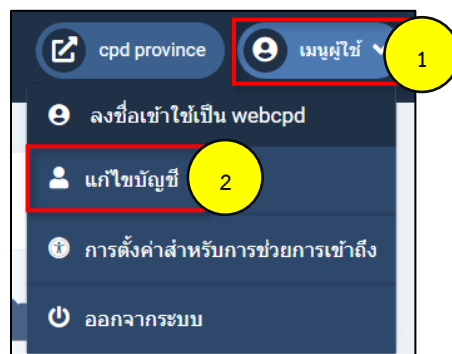 cpd province
เมนูผู้ใช้
1
ลงชื่อเข้าใช้เป็น webcpd
แก้ไขบัญชี
2
การตั้งค่าสำหรับการช่วยการเข้าถึง
ออกจากระบบ